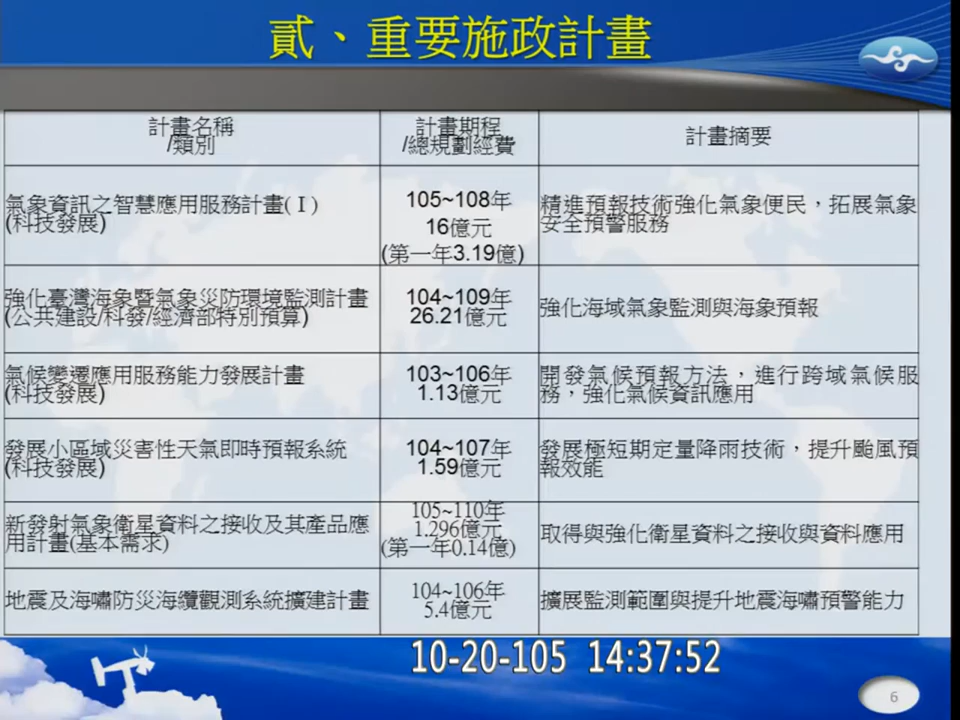 貳、重要施政計畫
計畫名稱
/類別
計畫期程
/總規劃經費
計畫摘要
氣象資訊之智慧應用服務計畫(Ⅰ)
(科技發展)
105~108年
16億元
(第一年3.19億)
精進預報技術強化氣象便民，拓展氣象
安全預警服務
強化臺灣海象暨氣象災防環境監測計畫
(公共建設/科發/經濟部特別預算)
104~109年
26.21億元
強化海域氣象監測與海象預報
氣候變遷應用服務能力發展計畫
(科技發展)
103~106年
1.13億元
開發氣候預報方法，進行跨域氣候服
務，強化氣候資訊應用
發展小區域災害性天氣即時預報系統
(科技發展)
104~107年
1.59億元
發展極短期定量降雨技術，提升颱風預
報效能
新發射氣象衛星資料之接收及其產品應
用計畫(基本需求)
105~110年
1.296億元
(第一年0.14億)
取得與強化衛星資料之接收與資料應用
地震及海嘯防災海纜觀測系統擴建計畫
104~106年
5.4億元
擴展監測範圍與提升地震海嘯預警能力
10-20-105 14:37:52
6